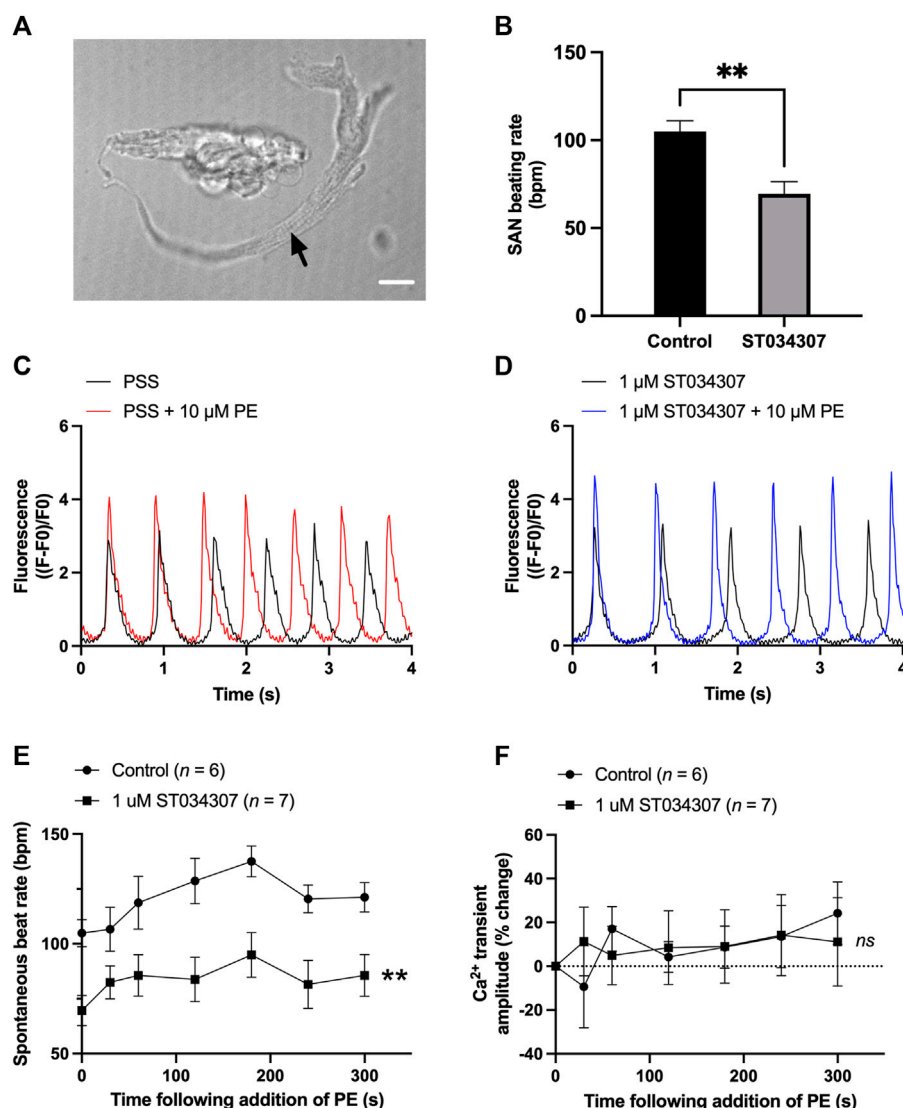 A
B
150
100
50
0
SAN beating rate
(bpm)
**
Control
ST034307
C
PSS
PSS + 10 µM PE
6
4
2
0
Fluorescence
((F-F0)/F0)
0
1
2
3
4
Time (s)
D
1 µM ST034307
1 µM ST034307 + 10 µM PE
6
4
2
0
Fluorescence
((F-F0)/F0)
0
1
2
3
4
Time (s)
E
Control (n = 6)
1 uM ST034307 (n = 7)
150
100
50
Spontaneous beat rate (bpm)
**
0
100
200
300
Time following addition of PE (s)
F
Control (n = 6)
1 uM ST034307 (n = 7)
60
40
20
0
-20
-40
Ca2+ transient
amplitude (% change)
ns
0
100
200
300
Time following addition of PE (s)